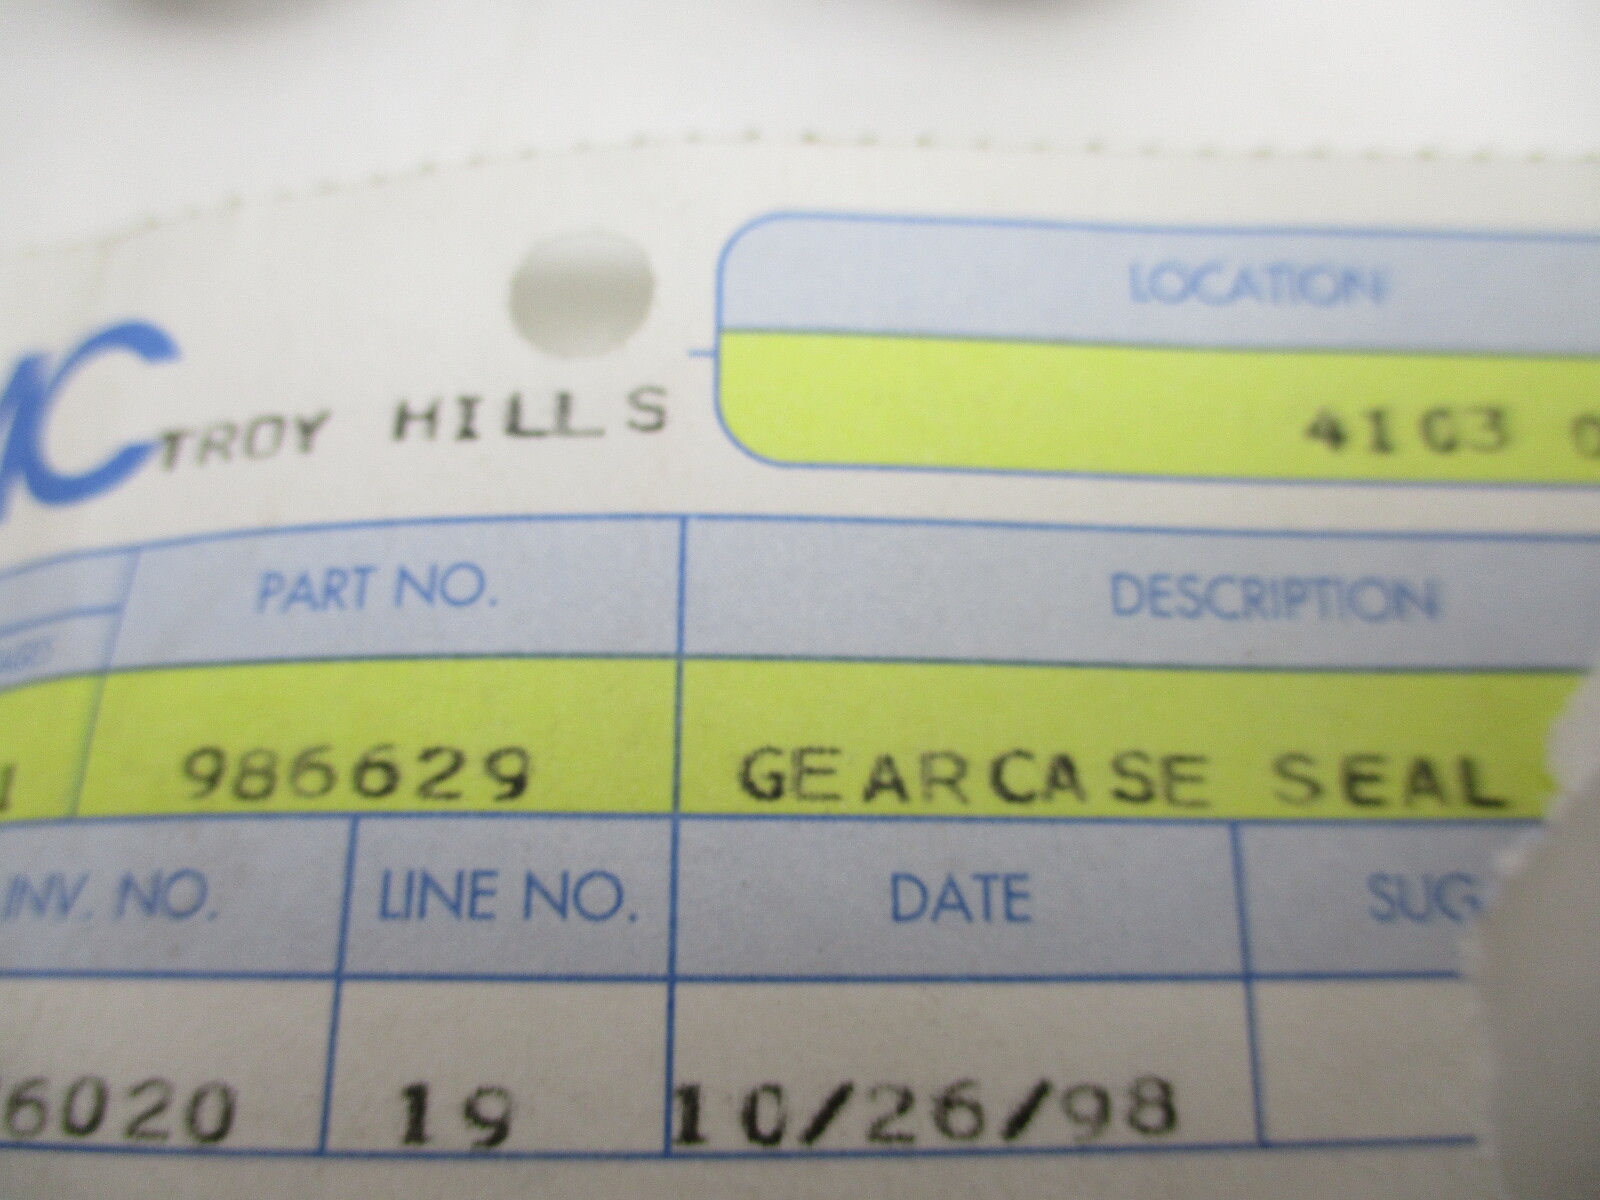 LOCATION
TROY HILLS
4103
PART NO.
DESCRIPTION
986629
GEARCASE SEAL
INV. NO.
LINE NO.
DATE
SUG
6020
19
10/26/98